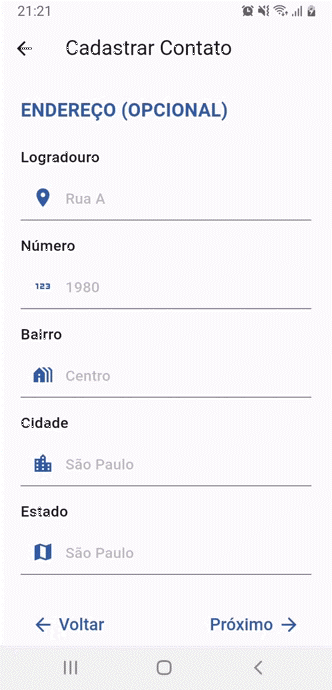 21:21
Cadastrar Contato
ENDEREÇO (OPCIONAL)
Logradouro
Rua A
Número
123 1980
Bairro
Centro
Cidade
São Paulo
Estado
São Paulo
Voltar Próximo